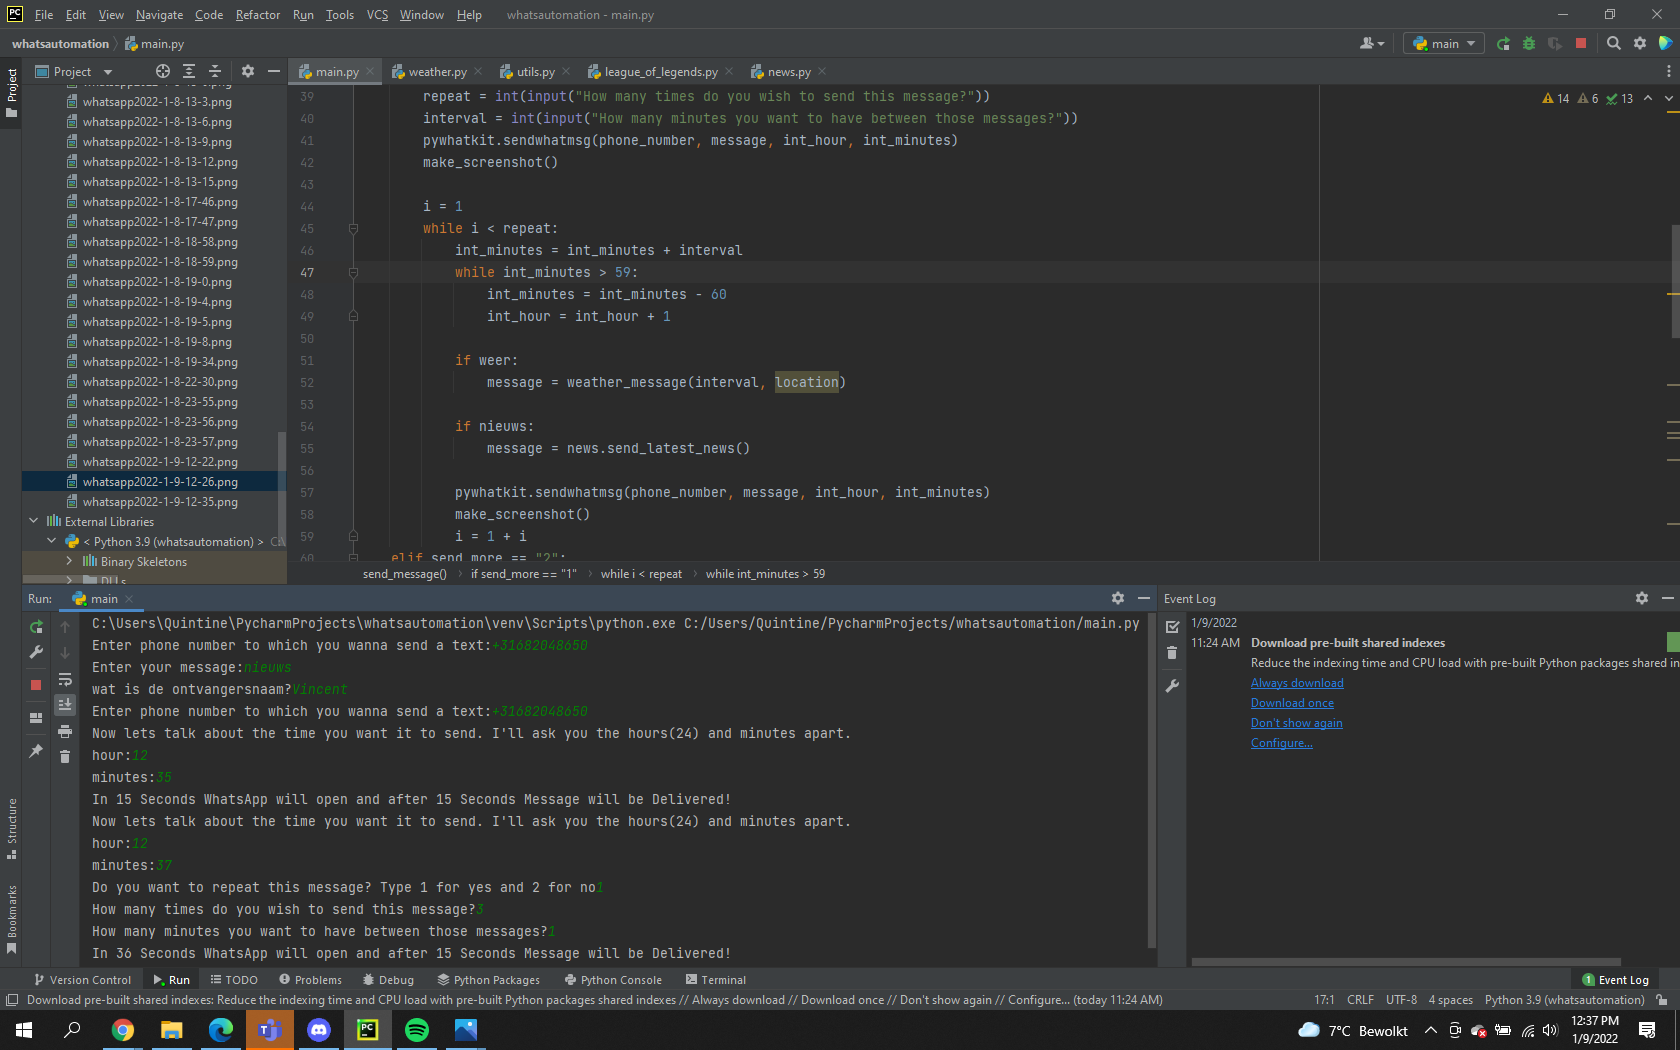 PC File Edit View Navigate Code Refactor Run Tools VCS Window Help whatsautomation - main.py
whatsautomation main.py
main
Project
Project
main.py weather.py utils.py league_of_legends.py news.py
whatsapp2022-1-8-13-3.png
whatsapp2022-1-8-13-6.png
whatsapp2022-1-8-13-9.png
whatsapp2022-1-8-13-12.png
whatsapp2022-1-8-13-15.png
whatsapp2022-1-8-17-46.png
whatsapp2022-1-8-17-47.png
whatsapp2022-1-8-18-58.png
whatsapp2022-1-8-18-59.png
whatsapp2022-1-8-19-0.png
whatsapp2022-1-8-19-4.png
whatsapp2022-1-8-19-5.png
whatsapp2022-1-8-19-8.png
whatsapp2022-1-8-19-34.png
whatsapp2022-1-8-22-30.png
whatsapp2022-1-8-23-55.png
whatsapp2022-1-8-23-56.png
whatsapp2022-1-8-23-57.png
whatsapp2022-1-9-12-22.png
whatsapp2022-1-9-12-26.png
whatsapp2022-1-9-12-35.png
External Libraries
< Python 3.9 (whatsautomation) > C:\
Binary Skeletons
DLLs
14 6 13
39 repeat = int(input("How many times do you wish to send this message?"))
40 interval = int(input("How many minutes you want to have between those messages?"))
41 pywhatkit.sendwhatmsg(phone_number, message, int_hour, int_minutes)
42 make_screenshot()
43
44 i = 1
45 while i < repeat:
46 int_minutes = int_minutes + interval
47 while int_minutes > 59:
48 int_minutes = int_minutes - 60
49 int_hour = int_hour + 1
50
51 if weer:
52 message = weather_message(interval, location)
53
54 if nieuws:
55 message = news.send_latest_news()
56
57 pywhatkit.sendwhatmsg(phone_number, message, int_hour, int_minutes)
58 make_screenshot()
59 i = 1 + i
60 elif send_more == "2":
send_message() if send_more == "1" while i < repeat while int_minutes > 59
Run: main
C:\Users\Quintine\PycharmProjects\whatsautomation\venv\Scripts\python.exe C:/Users/Quintine/PycharmProjects/whatsautomation/main.py
Enter phone number to which you wanna send a text:+31682048650
Enter your message:nieuws
wat is de ontvangersnaam?Vincent
Enter phone number to which you wanna send a text:+31682048650
Now lets talk about the time you want it to send. I'll ask you the hours(24) and minutes apart.
hour:12
minutes:35
In 15 Seconds WhatsApp will open and after 15 Seconds Message will be Delivered!
Now lets talk about the time you want it to send. I'll ask you the hours(24) and minutes apart.
hour:12
minutes:37
Do you want to repeat this message? Type 1 for yes and 2 for no1
How many times do you wish to send this message?3
How many minutes you want to have between those messages?1
In 36 Seconds WhatsApp will open and after 15 Seconds Message will be Delivered!
Event Log
1/9/2022
11:24 AM Download pre-built shared indexes
Reduce the indexing time and CPU load with pre-built Python packages shared in
Always download
Download once
Don't show again
Configure...
Structure
Bookmarks
Version Control Run TODO Problems Debug Python Packages Python Console Terminal 1 Event Log
Download pre-built shared indexes: Reduce the indexing time and CPU load with pre-built Python packages shared indexes // Always download // Download once // Don't show again // Configure... (today 11:24 AM) 17:1 CRLF UTF-8 4 spaces Python 3.9 (whatsautomation)
PC
7°C Bewolkt
12:37 PM
1/9/2022